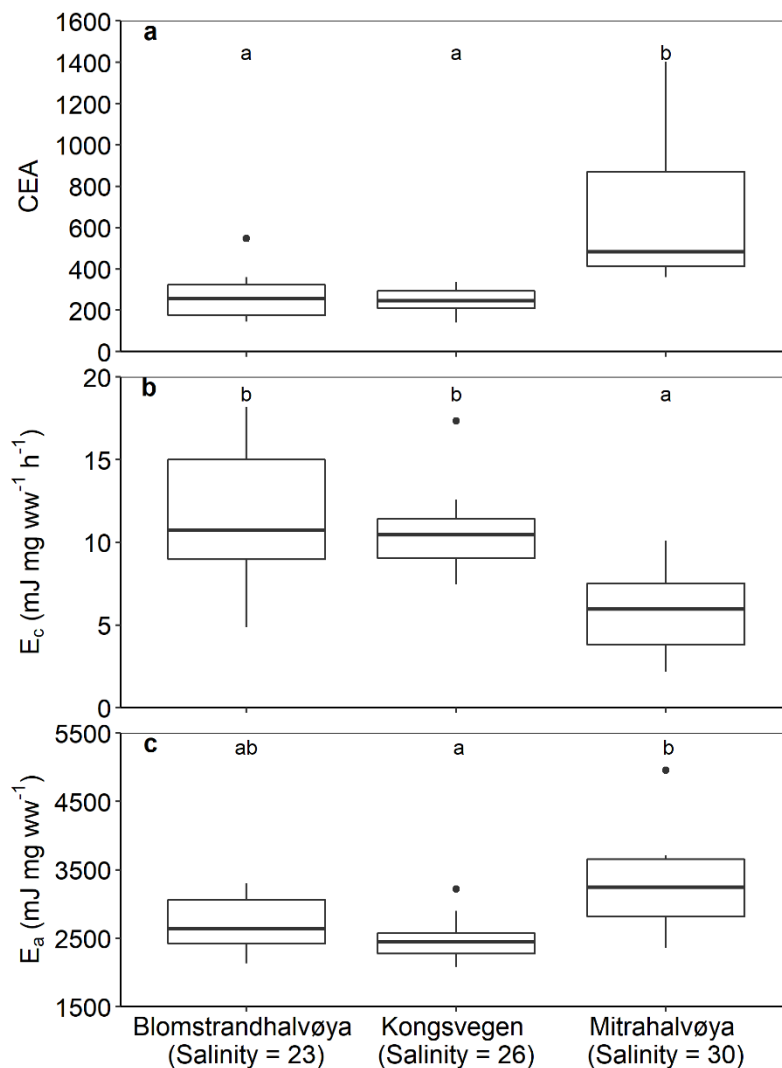 a
a a b
1600
1400
1200
1000
800
600
400
200
0
CEA
b
b b a
20
15
10
5
0
E_c (mJ mg ww⁻¹ h⁻¹)
c
ab a b
5500
4500
3500
2500
1500
E_a (mJ mg ww⁻¹)
Blomstrandhalvøya Kongsvegen Mitrahalvøya
(Salinity = 23) (Salinity = 26) (Salinity = 30)